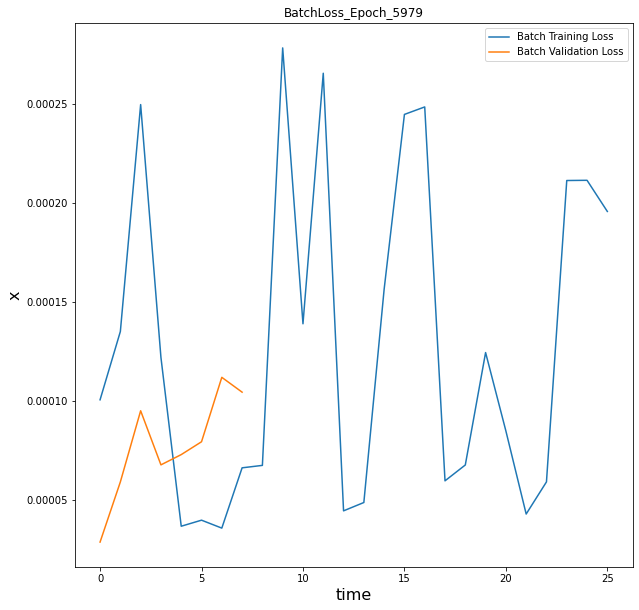 BatchLoss_Epoch_5979
Batch Training Loss
Batch Validation Loss
0.00025
0.00020
0.00015
0.00010
0.00005
x
0 5 10 15 20 25
time